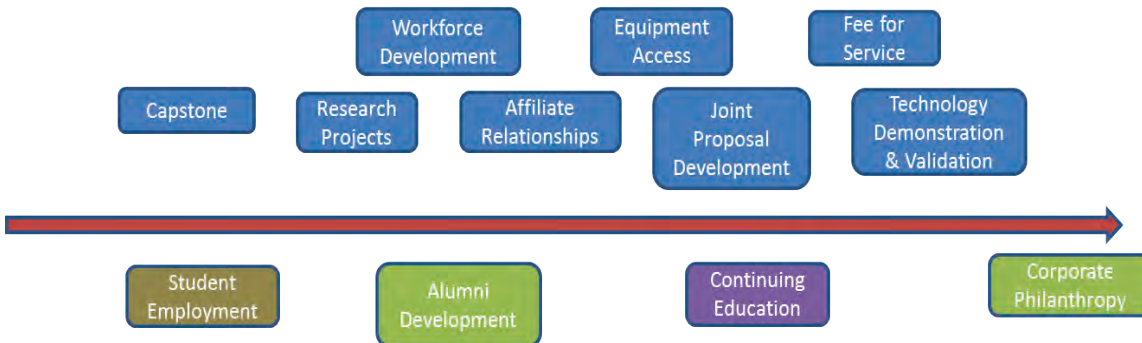 Workforce
Development
Equipment
Access
Fee for
Service
Capstone
Research
Projects
Affiliate
Relationships
Joint
Proposal
Development
Technology
Demonstration
& Validation
Student
Employment
Alumni
Development
Continuing
Education
Corporate
Philanthropy